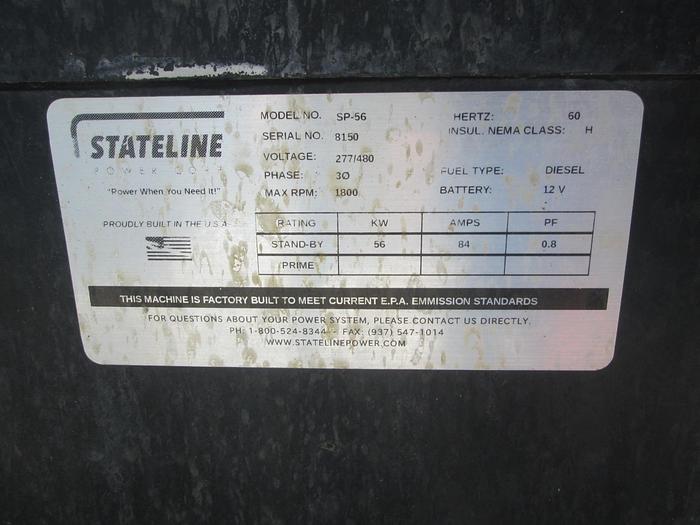 STATELINE
POWER CO
"Power When You Need It!"
PROUDLY BUILT IN THE U.S.A.
MODEL NO. SP-56
SERIAL NO. 8150
VOLTAGE: 277/480
PHASE: 3Ø
MAX RPM: 1800
HERTZ: 60
INSUL. NEMA CLASS: H
FUEL TYPE: DIESEL
BATTERY: 12 V
RATING KW AMPS PF
STAND-BY 56 84 0.8
PRIME
THIS MACHINE IS FACTORY BUILT TO MEET CURRENT E.P.A. EMMISSION STANDARDS
FOR QUESTIONS ABOUT YOUR POWER SYSTEM, PLEASE CONTACT US DIRECTLY.
PH: 1-800-524-8344 - FAX: (937) 547-1014
WWW.STATELINEPOWER.COM